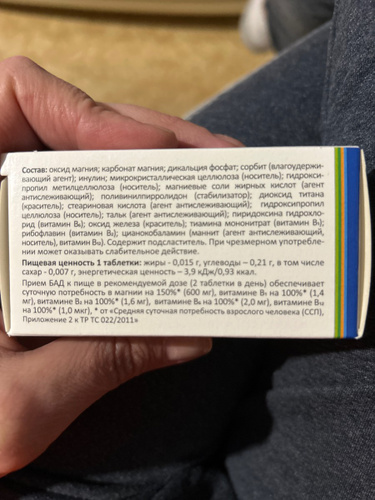 Состав: оксид магния; карбонат магния; дикальция фосфат; сорбит (влагоудержи-
вающий агент); инулин; микрокристаллическая целлюлоза (носитель); гидрокси-
пропил метилцеллюлоза (носитель); магниевые соли жирных кислот (агент
антислеживающий); поливинилпирролидон (стабилизатор); диоксид титана
(краситель); стеариновая кислота (агент антислеживающий); гидроксипропил
целлюлоза (носитель); тальк (агент антислеживающий); пиридоксина гидрохло-
рид (витамин B₆); оксид железа (краситель); тиамина мононитрат (витамин B₁);
рибофлавин (витамин B₂); цианокобаламин (маннит (агент антислеживающий,
носитель), витамин B₁₂). Содержит подсластитель. При чрезмерном употребле-
нии может оказывать слабительное действие.
Пищевая ценность 1 таблетки: жиры - 0,015 г, углеводы – 0,21 г, в том числе
сахар - 0,007 г, энергетическая ценность – 3,9 кДж/0,93 ккал.
Прием БАД к пище в рекомендуемой дозе (2 таблетки в день) обеспечивает
суточную потребность в магнии на 150%* (600 мг), витамине B₁ на 100%* (1,4
мг), витамине B₂ на 100%* (1,6 мг), витамине B₆ на 100%* (2,0 мг), витамине B₁₂
на 100%* (1,0 мкг), * от «Средняя суточная потребность взрослого человека (ССП),
Приложение 2 к ТР ТС 022/2011»